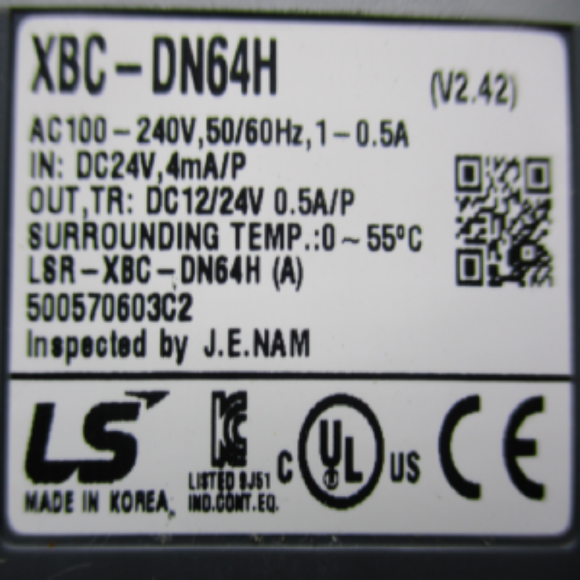 XBC-DN64H
(V2.42)
AC100-240V,50/60Hz,1-0.5A
IN: DC24V,4mA/P
OUT,TR: DC12/24V 0.5A/P
SURROUNDING TEMP.:0~55ºC
LSR-XBC-DN64H (A)
500570603C2
Inspected by J.E.NAM
LS
MADE IN KOREA
KC
LISTED 9J51
IND.CONT.EQ.
C UL US
CE